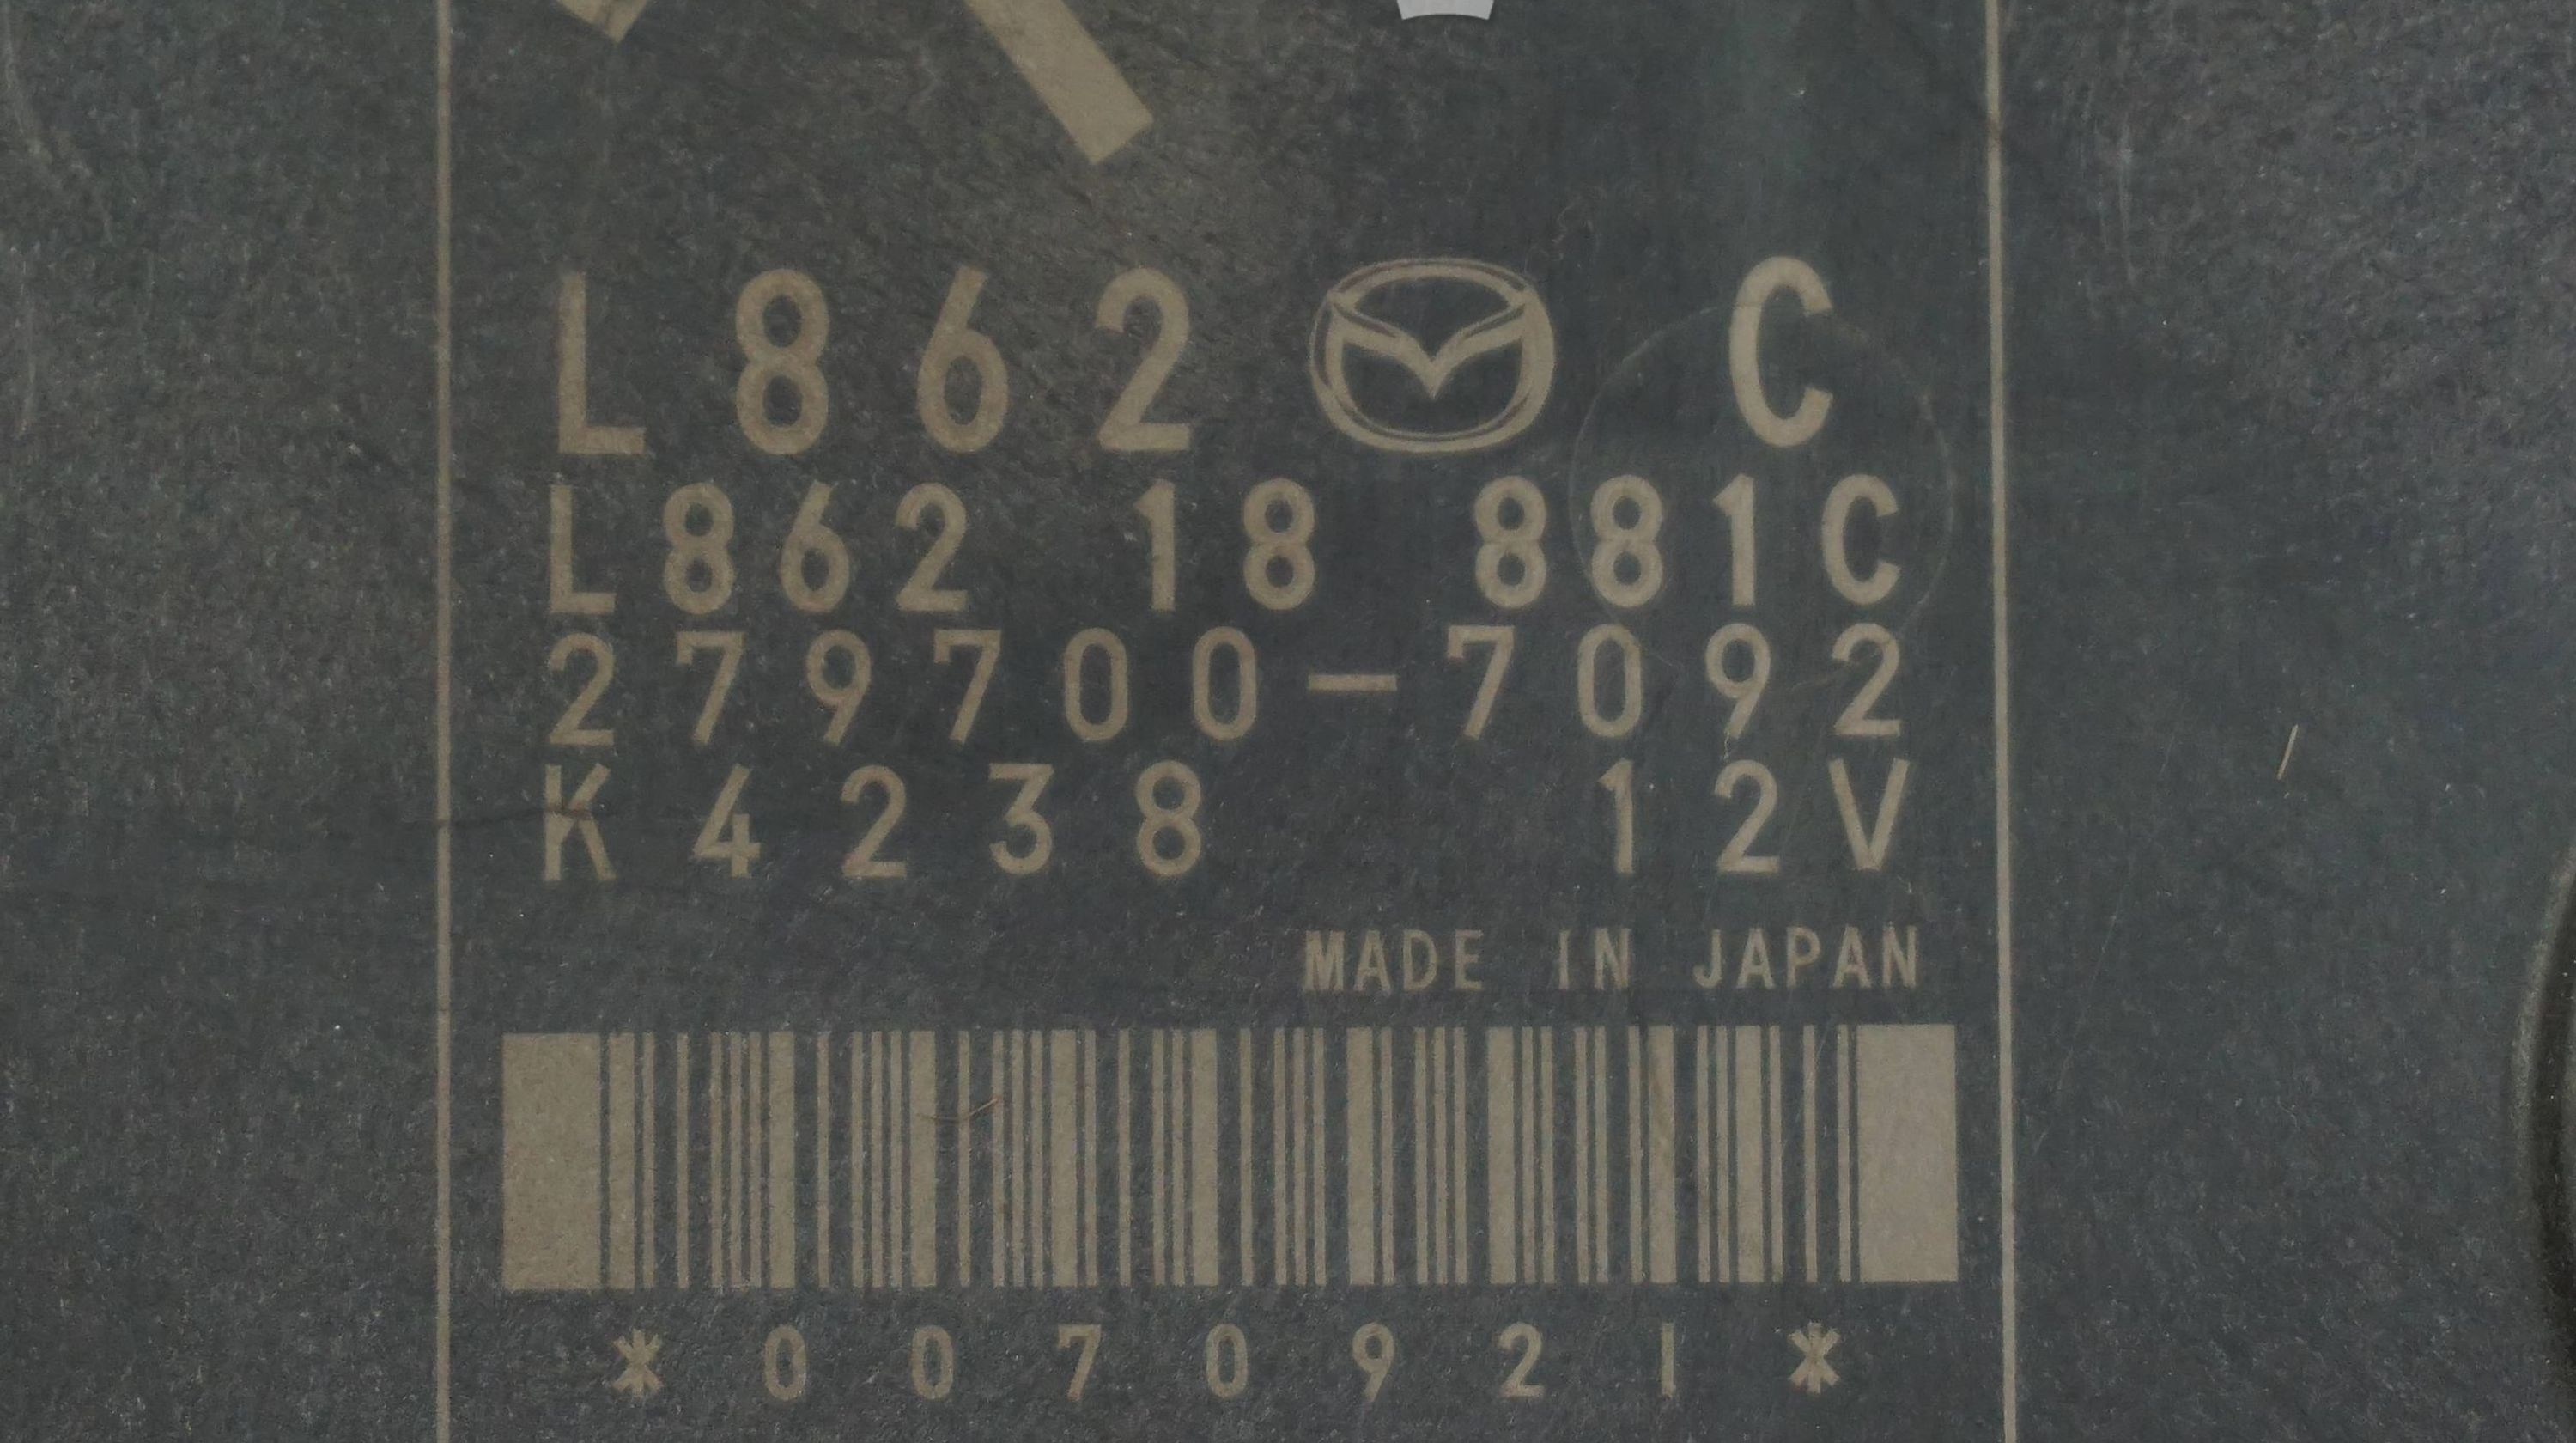 L862 C
L862 18 881C
279700-7092
K4238 12V
MADE IN JAPAN
*0070921*